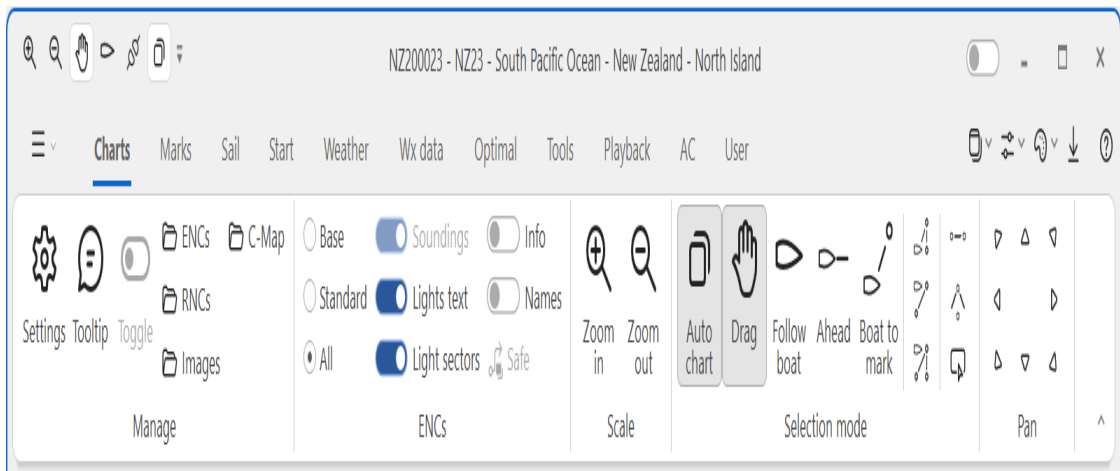 NZ200023 - NZ23 - South Pacific Ocean - New Zealand - North Island
Charts Marks Sail Start Weather Wx data Optimal Tools Playback AC User
ENCs C-Map
RNCs
Images
Settings Tooltip Toggle
Manage
Base Soundings Info
Standard Lights text Names
All Light sectors Safe
ENCs
Zoom in
Zoom out
Scale
Auto chart
Drag
Follow boat
Ahead
Boat to mark
Selection mode
Pan